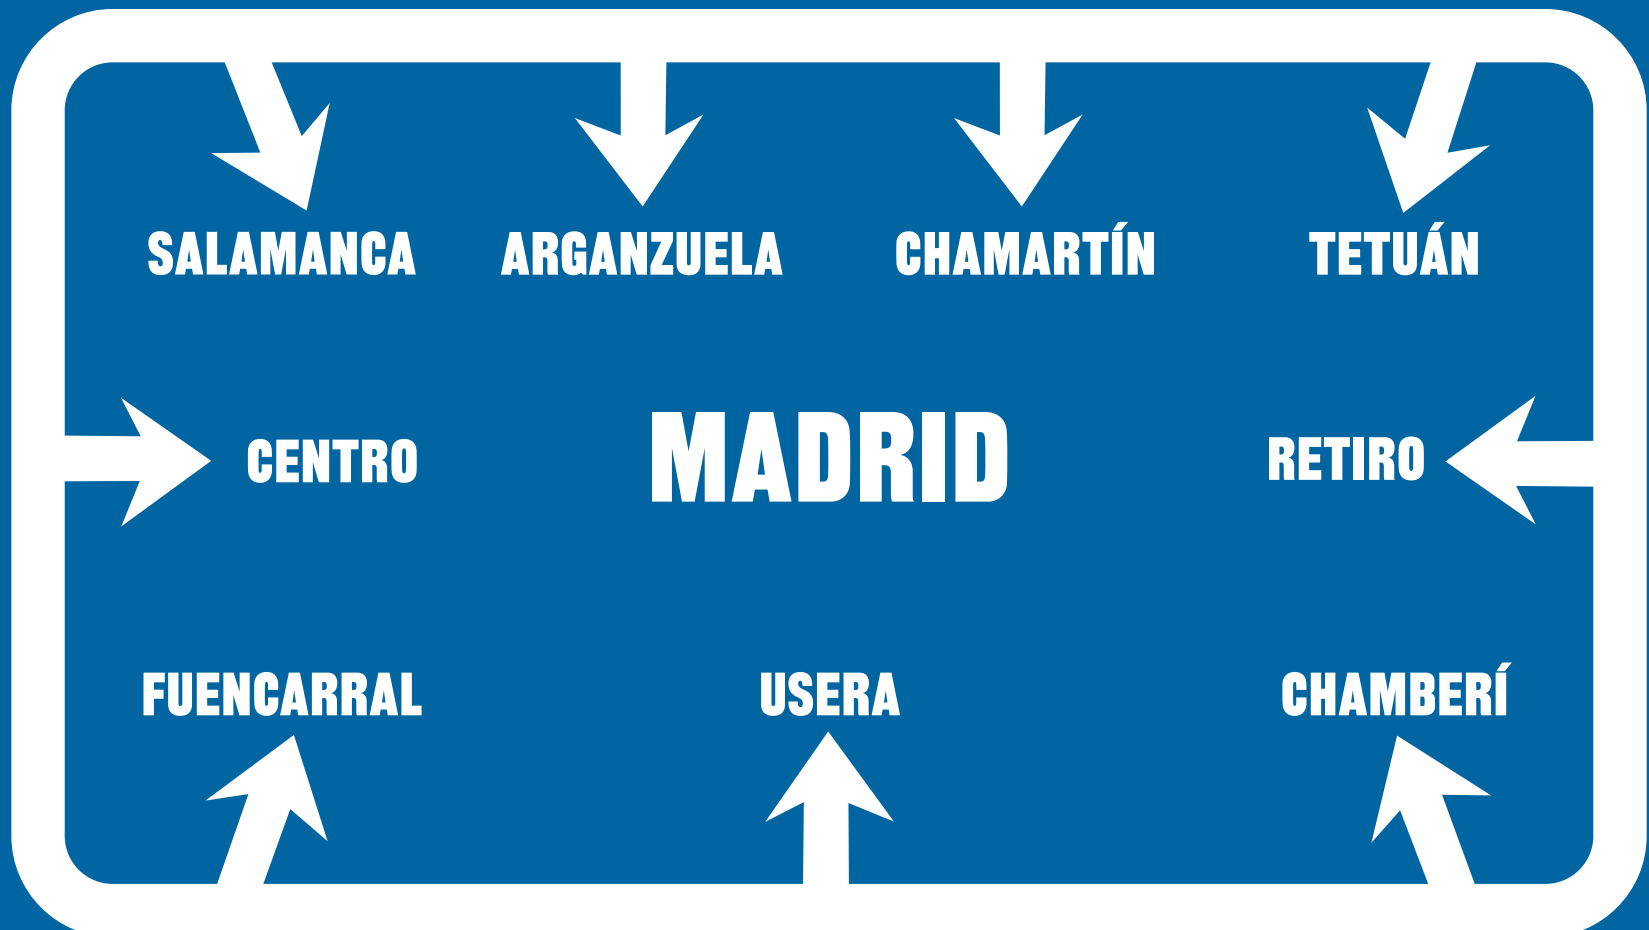 SALAMANCA ARGANZUELA CHAMARTÍN TETUÁN
CENTRO MADRID RETIRO
FUENCARRAL USERA CHAMBERÍ